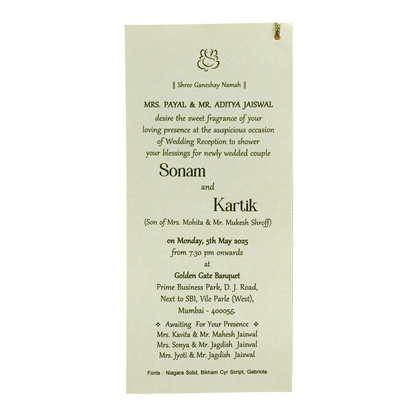 ॥ Shree Ganeshay Namah ॥
MRS. PAYAL & MR. ADITYA JAISWAL
desire the sweet fragrance of your
loving presence at the auspicious occasion
of Wedding Reception to shower
your blessings for newly wedded couple
Sonam
and
Kartik
(Son of Mrs. Mohita & Mr. Mukesh Shroff)
on Monday, 5th May 2025
from 7.30 pm onwards
at
Golden Gate Banquet
Prime Business Park, D. J. Road,
Next to SBI, Vile Parle (West),
Mumbai - 400056.
❖ Awaiting For Your Presence ❖
Mrs. Kavita & Mr. Mahesh Jaiswal
Mrs. Sonya & Mr. Jagdish Jaiswal
Mrs. Jyoti & Mr. Jagdish Jaiswal
Fonts : Niagara Solid, Bikham Cyr Script, Gabriola